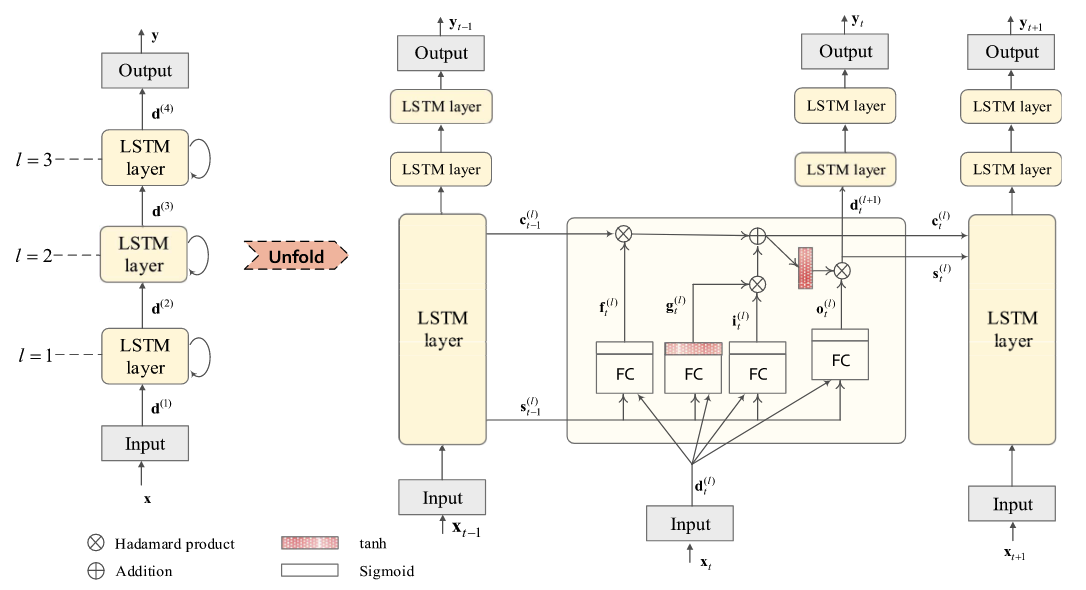 y
Output
d⁽⁴⁾
LSTM
layer
l = 3
d⁽³⁾
LSTM
layer
l = 2
d⁽²⁾
LSTM
layer
l = 1
d⁽¹⁾
Input
x
Unfold
y_{t−1}
Output
LSTM layer
LSTM layer
LSTM
layer
Input
x_{t−1}
c_{t−1}^{(l)}
s_{t−1}^{(l)}
y_t
Output
LSTM layer
LSTM layer
d_t^{(l+1)}
f_t^{(l)}
g_t^{(l)}
i_t^{(l)}
o_t^{(l)}
FC
FC
FC
FC
d_t^{(l)}
Input
x_t
c_t^{(l)}
s_t^{(l)}
y_{t+1}
Output
LSTM layer
LSTM layer
LSTM
layer
Input
x_{t+1}
Hadamard product
tanh
Addition
Sigmoid